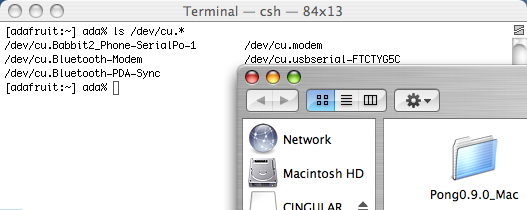 Terminal — csh — 84x13
[adafruit:~] ada% ls /dev/cu.*
/dev/cu.Babbit2_Phone-SerialPo-1 /dev/cu.modem
/dev/cu.Bluetooth-Modem /dev/cu.usbserial-FTCTYG5C
/dev/cu.Bluetooth-PDA-Sync
[adafruit:~] ada%
Network
Macintosh HD
CINGULAR
Pong0.9.0_Mac